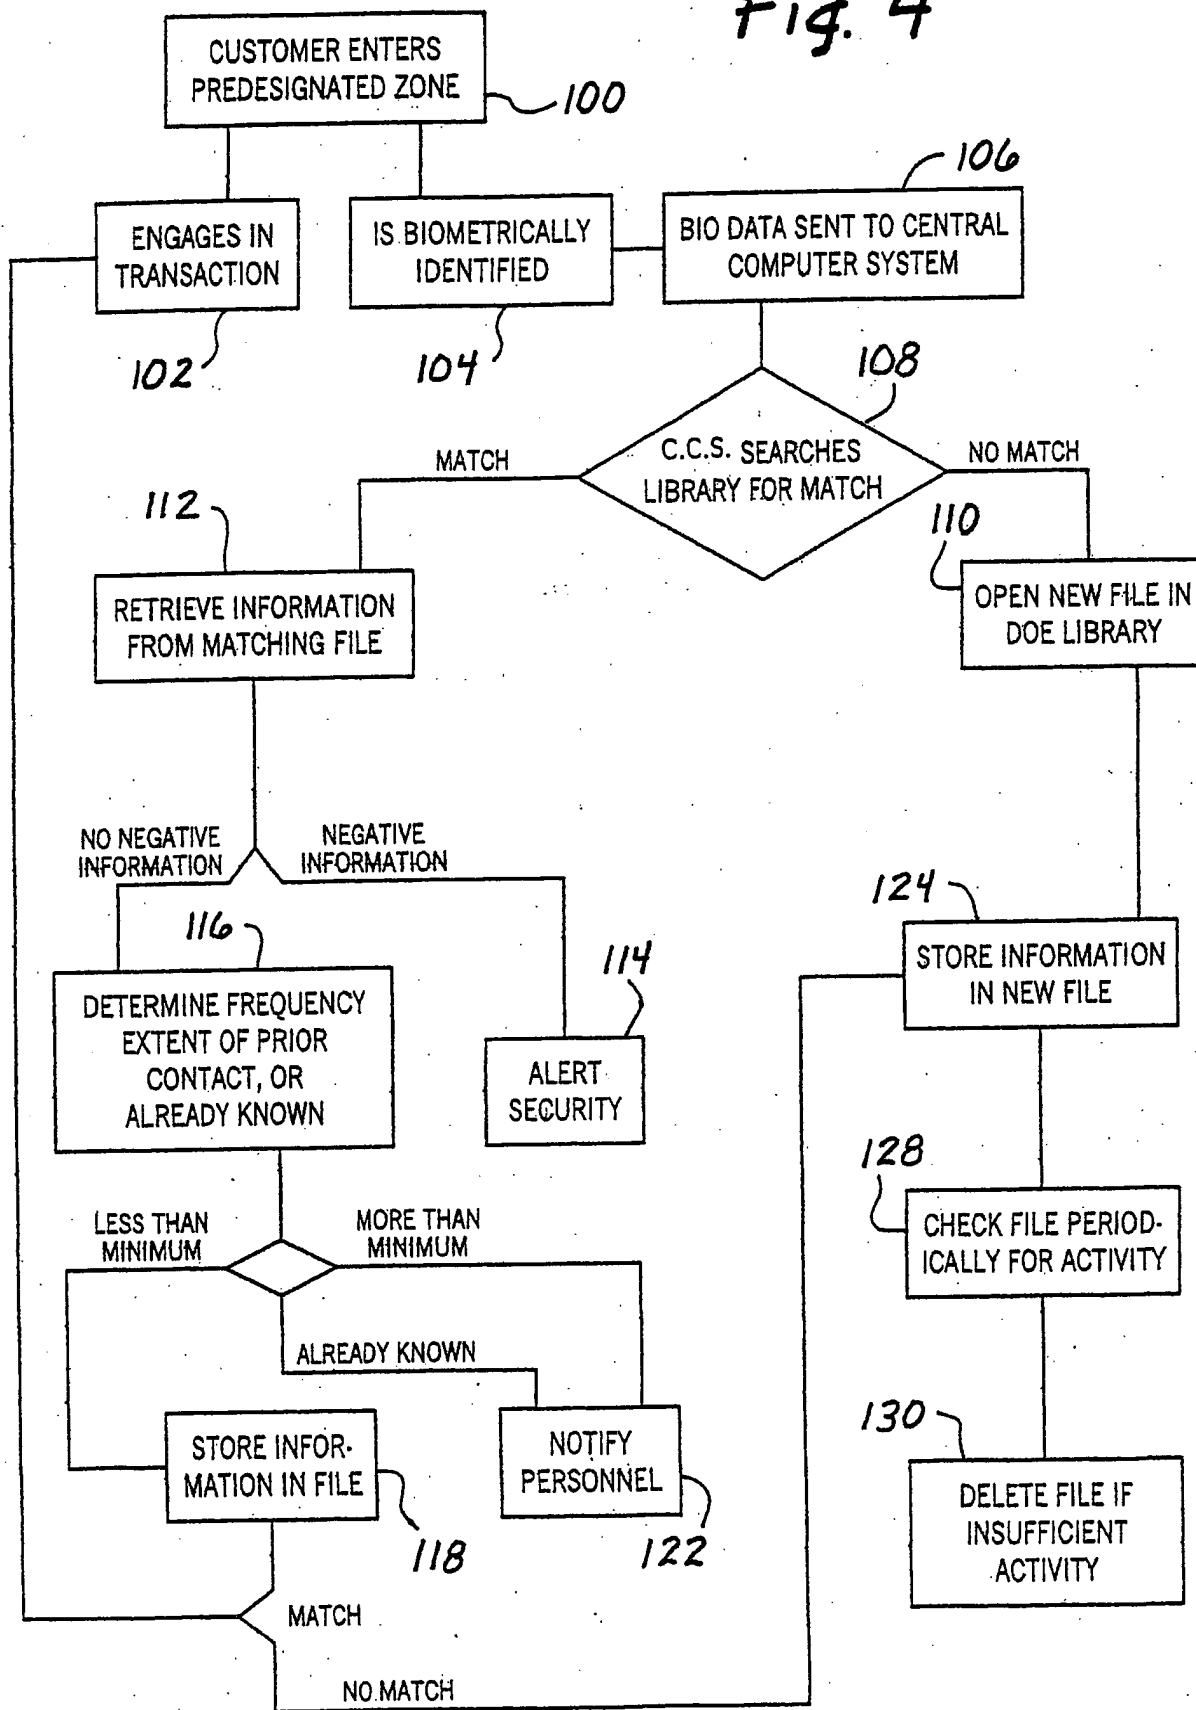 Fig. 4
CUSTOMER ENTERS
PREDESIGNATED ZONE
100
ENGAGES IN
TRANSACTION
102
IS BIOMETRICALLY
IDENTIFIED
104
106
BIO DATA SENT TO CENTRAL
COMPUTER SYSTEM
108
C.C.S. SEARCHES
LIBRARY FOR MATCH
MATCH
NO MATCH
112
RETRIEVE INFORMATION
FROM MATCHING FILE
110
OPEN NEW FILE IN
DOE LIBRARY
NO NEGATIVE
INFORMATION
NEGATIVE
INFORMATION
116
DETERMINE FREQUENCY
EXTENT OF PRIOR
CONTACT, OR
ALREADY KNOWN
114
ALERT
SECURITY
124
STORE INFORMATION
IN NEW FILE
LESS THAN
MINIMUM
MORE THAN
MINIMUM
ALREADY KNOWN
128
CHECK FILE PERIOD-
ICALLY FOR ACTIVITY
STORE INFOR-
MATION IN FILE
118
NOTIFY
PERSONNEL
122
130
DELETE FILE IF
INSUFFICIENT
ACTIVITY
MATCH
NO MATCH